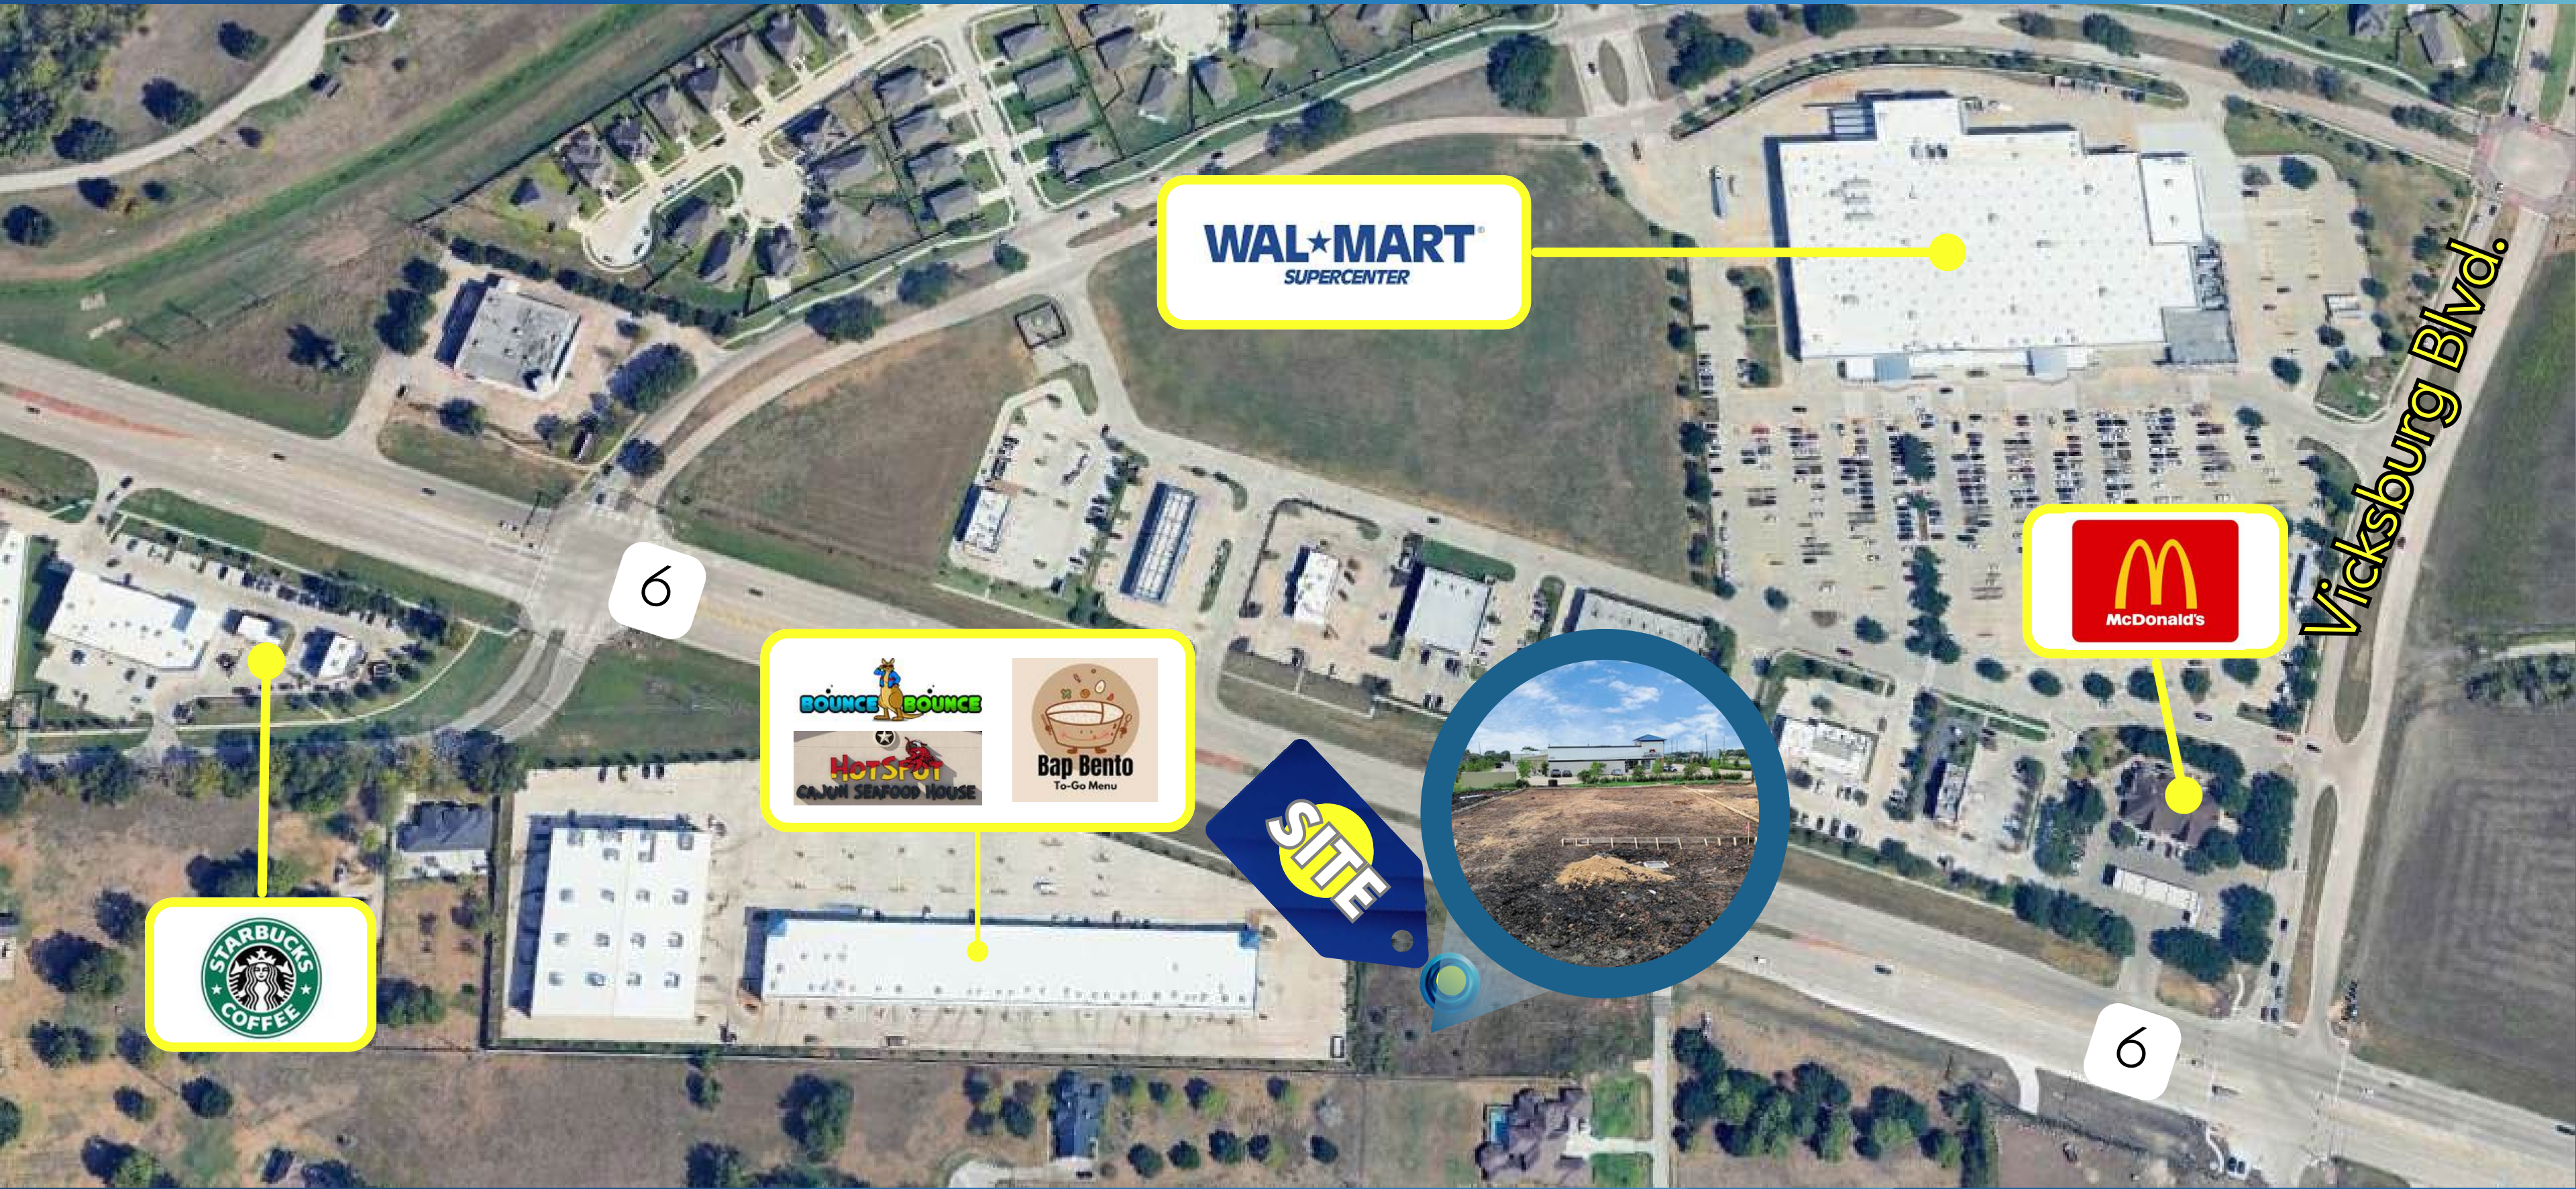 WAL★MART
SUPERCENTER
Vicksburg Blvd.
McDonald's
6
BOUNCE BOUNCE
HOTSPOT
CAJUN SEAFOOD HOUSE
Bap Bento
To-Go Menu
SITE
STARBUCKS
COFFEE
6